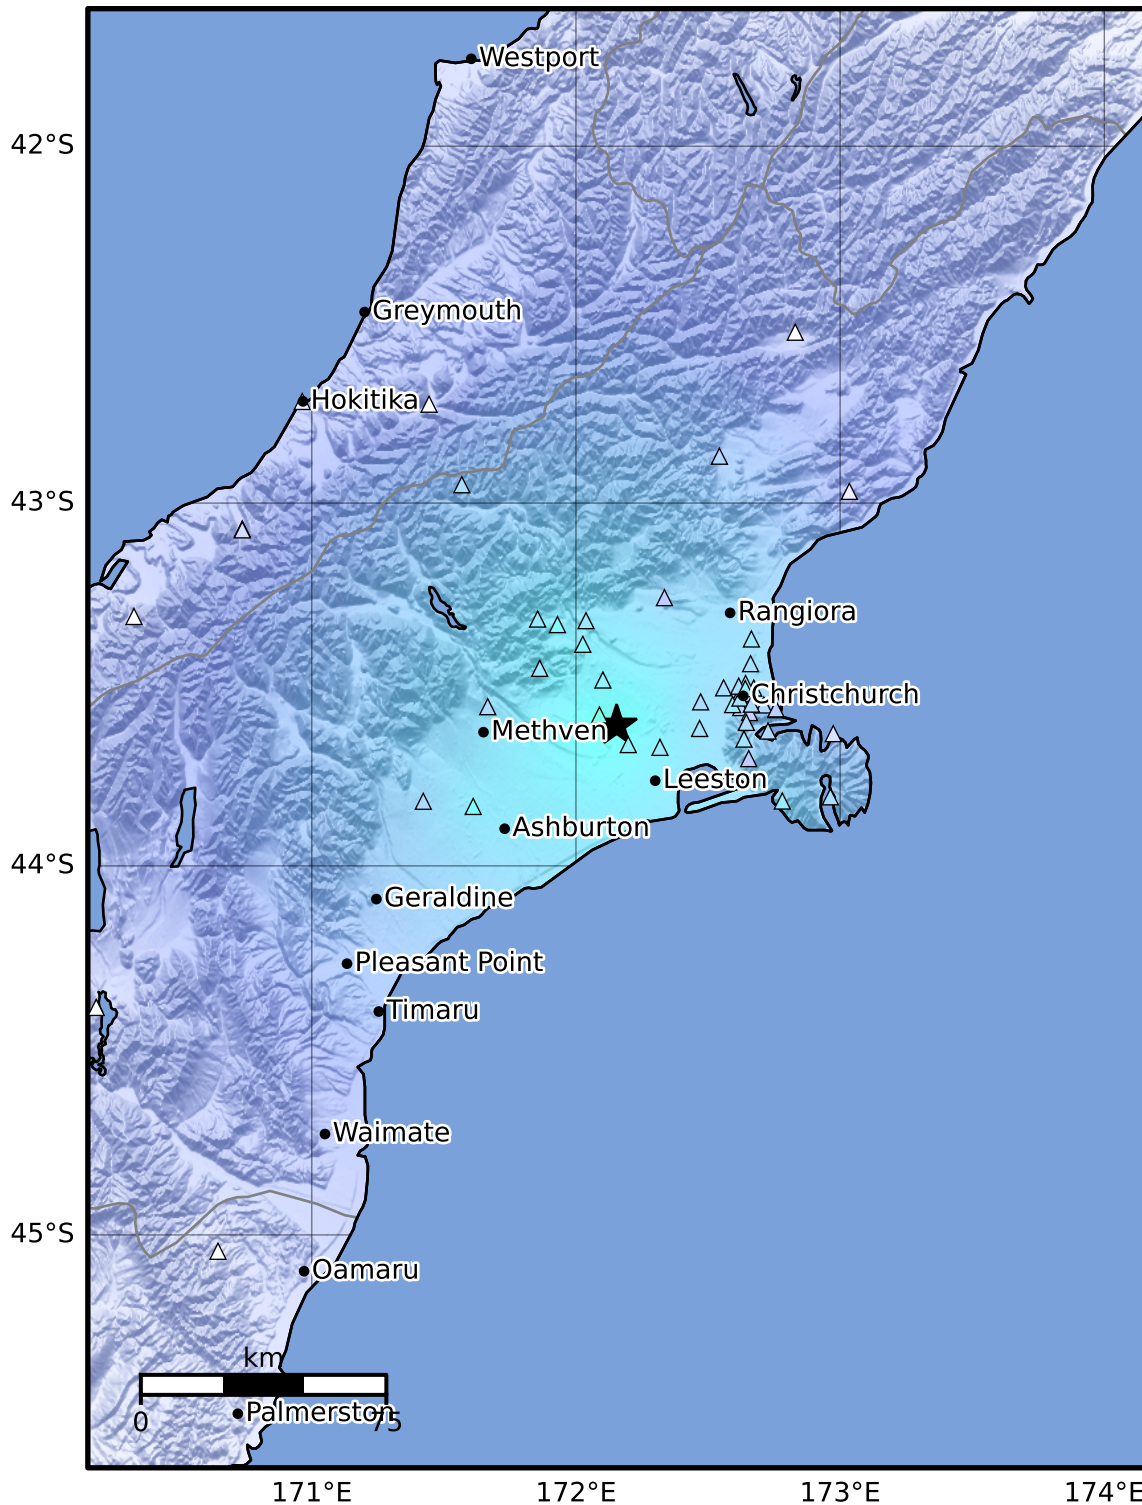 Westport
42°S
Greymouth
Hokitika
43°S
Rangiora
Christchurch
Methven
Leeston
Ashburton
44°S
Geraldine
Pleasant Point
Timaru
Waimate
45°S
Oamaru
km
Palmerston
0 75
171°E 172°E 173°E 174°E